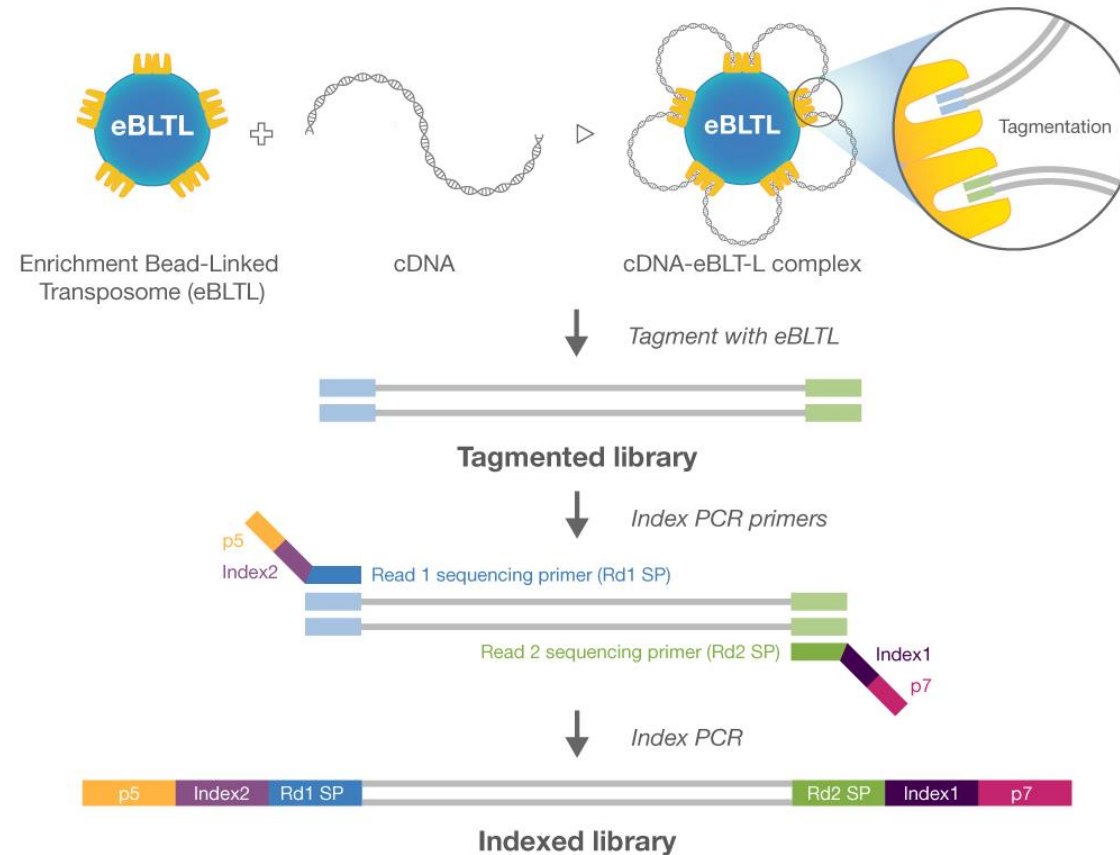 eBLTL
eBLTL
Tagmentation
Enrichment Bead-Linked
Transposome (eBLTL)
cDNA
cDNA-eBLT-L complex
Tagment with eBLTL
Tagmented library
Index PCR primers
p5
Index2
Read 1 sequencing primer (Rd1 SP)
Read 2 sequencing primer (Rd2 SP)
Index1
p7
Index PCR
p5 Index2 Rd1 SP Rd2 SP Index1 p7
Indexed library